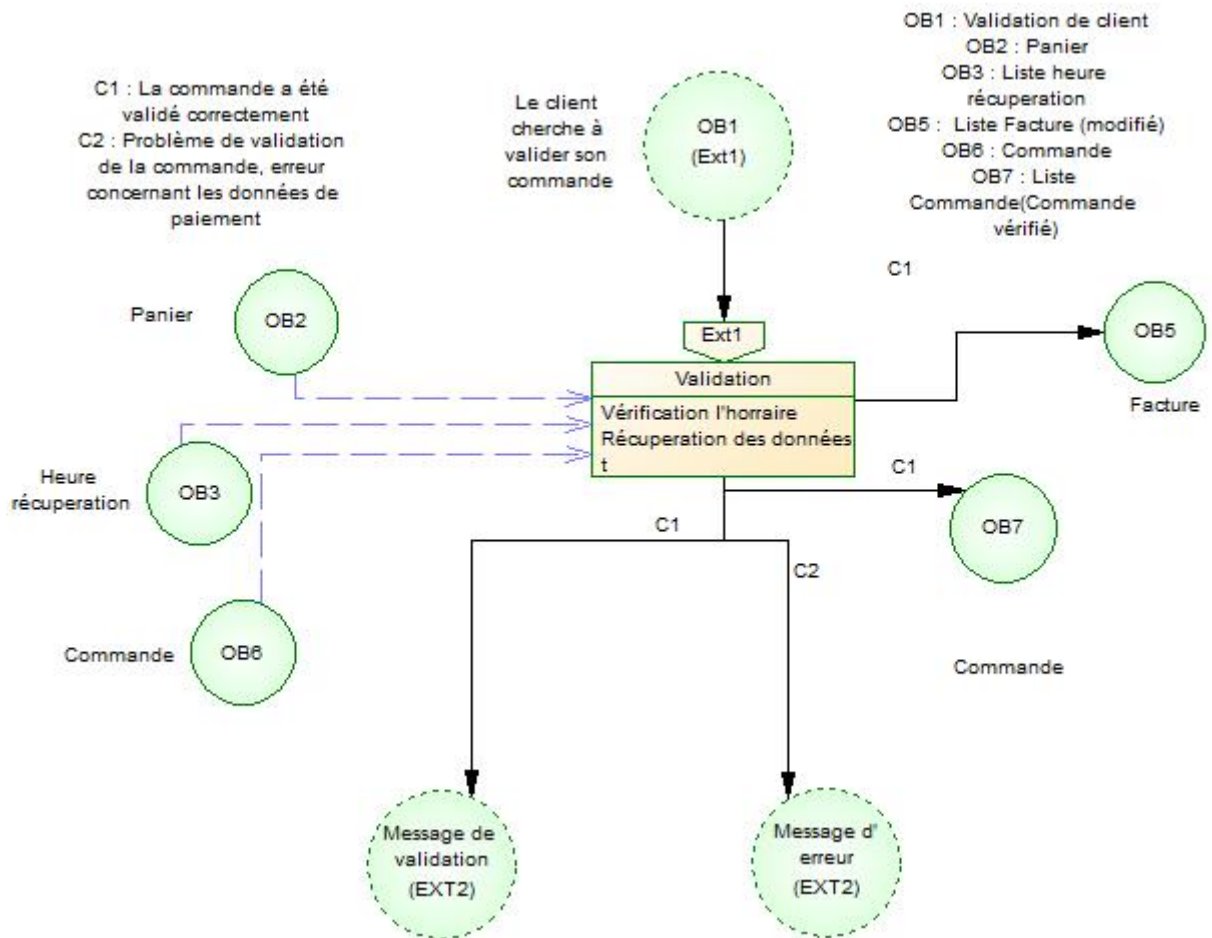 OB1 : Validation de client
OB2 : Panier
OB3 : Liste heure
récuperation
OB5 : Liste Facture (modifié)
OB6 : Commande
OB7 : Liste
Commande(Commande
vérifié)
C1 : La commande a été
validé correctement
C2 : Problème de validation
de la commande, erreur
concernant les données de
paiement
Le client
cherche à
valider son
commande
OB1
(Ext1)
C1
Panier
OB2
Ext1
OB5
Validation
Facture
Vérification l'horraire
Récuperation des données
t
Heure
récuperation
OB3
C1
OB7
C1
C2
Commande
OB6
Commande
Message de
validation
(EXT2)
Message d'
erreur
(EXT2)